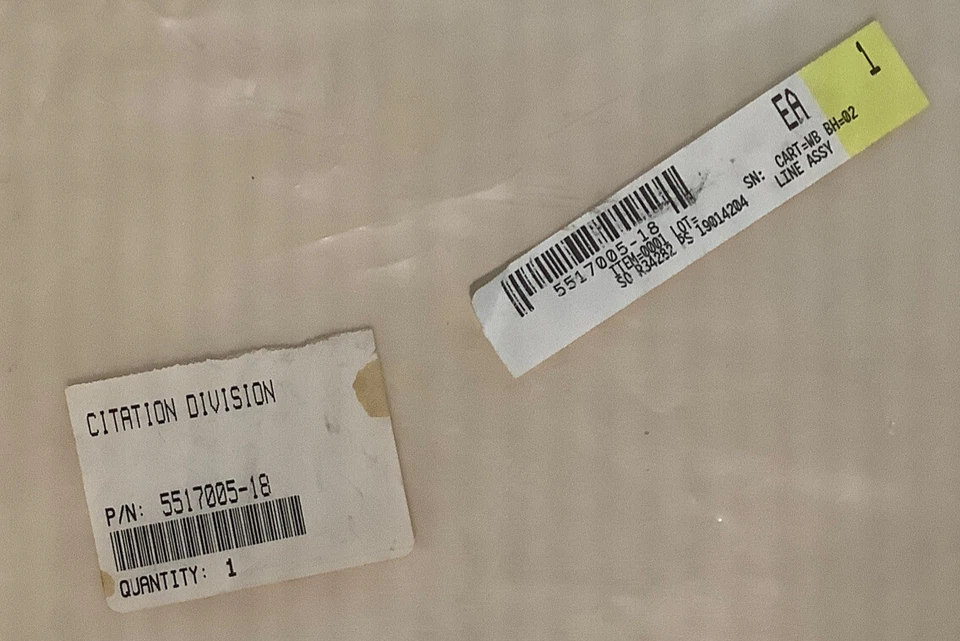 CITATION DIVISION
P/N: 5517005-18
QUANTITY: 1
1
EA
5517005-18
SN: CART=WB BH=02
ITEM=0001 LOT=
LINE ASSY
SO R34282 PS 19014204